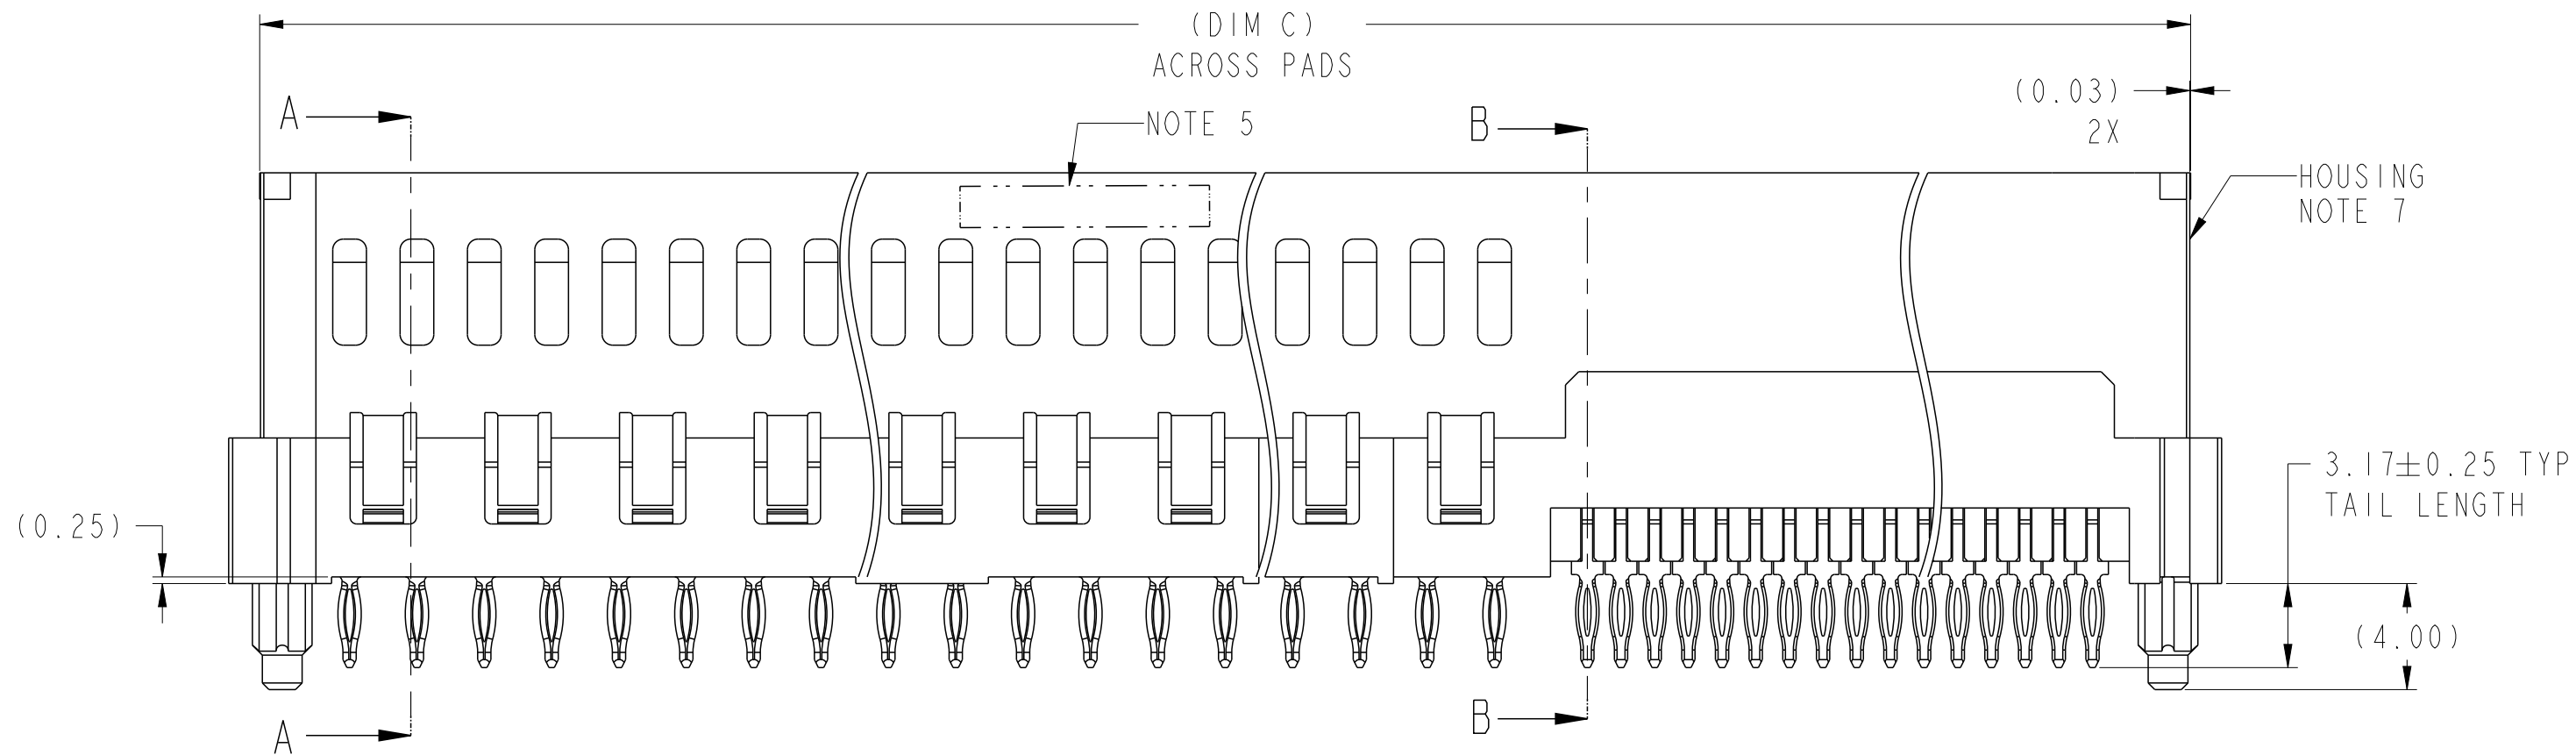 (DIM C)
ACROSS PADS
(0.03)
2X
A
NOTE 5
B
HOUSING
NOTE 7
3.17±0.25 TYP
TAIL LENGTH
(0.25)
(4.00)
B
A